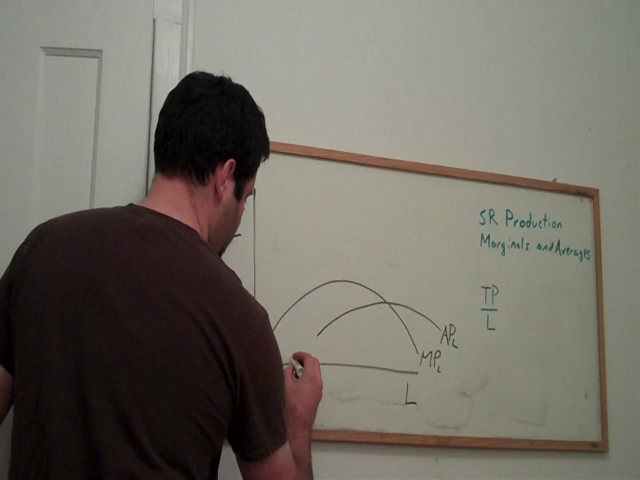 SR Production
Marginals and Averages
TP
L
APL
MPL
L